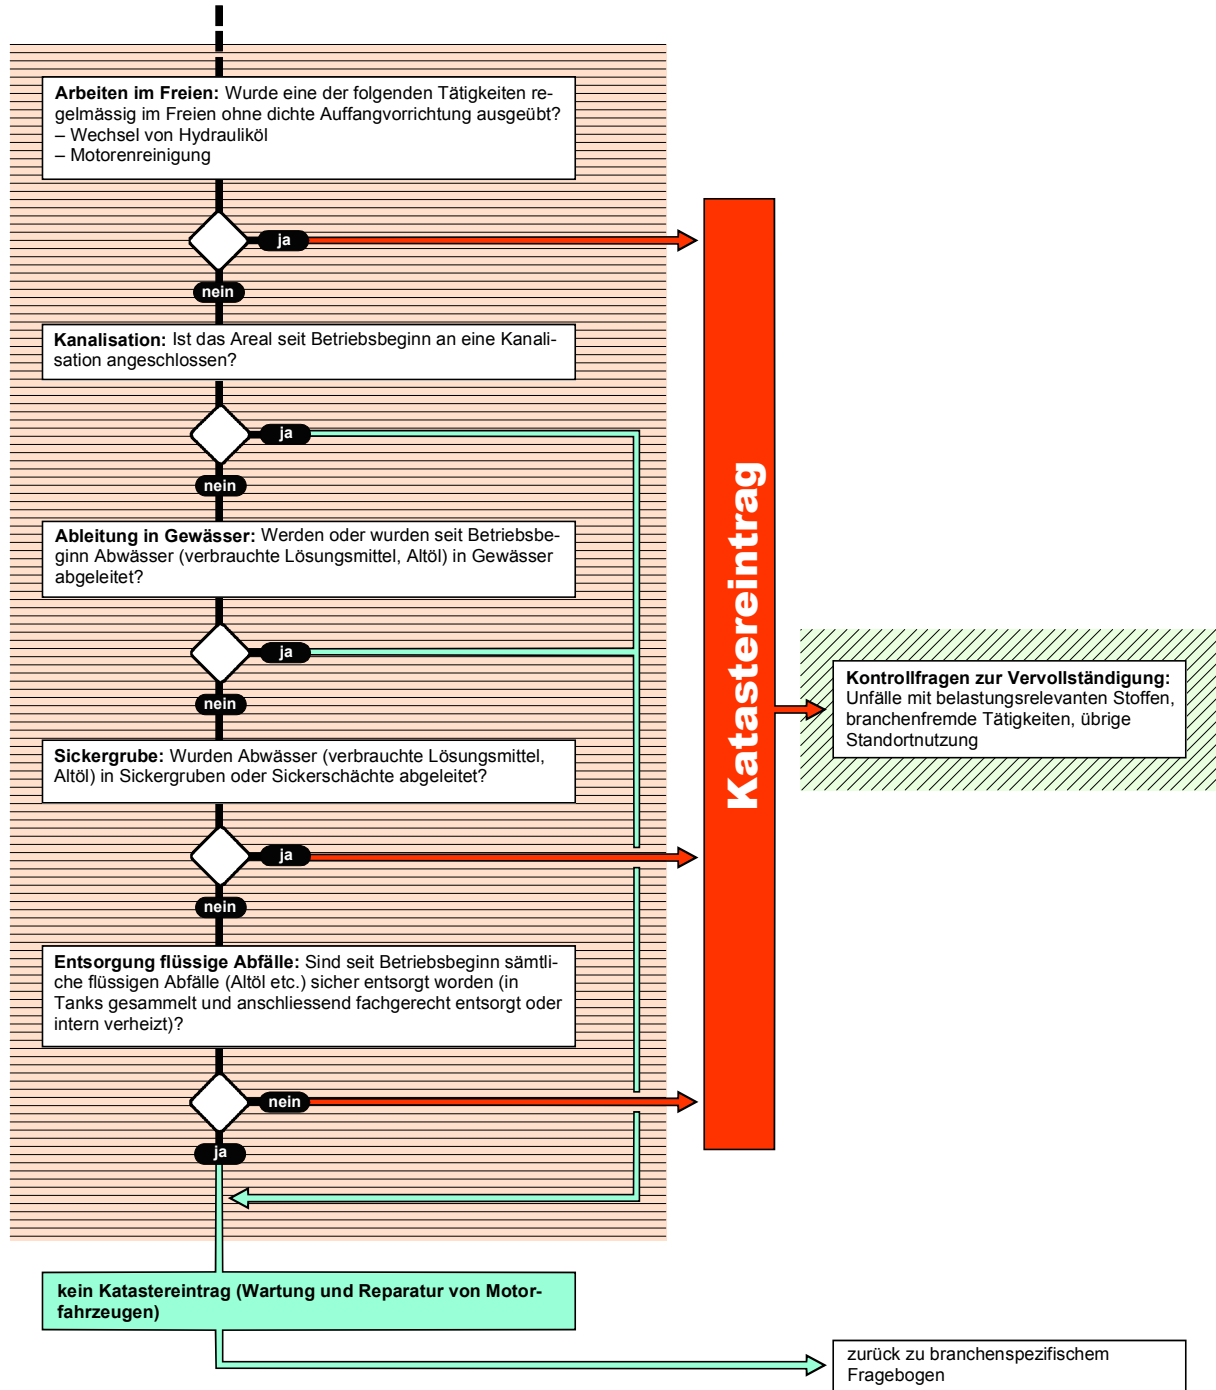 Arbeiten im Freien: Wurde eine der folgenden Tätigkeiten re-
gelmässig im Freien ohne dichte Auffangvorrichtung ausgeübt?
– Wechsel von Hydrauliköl
– Motorenreinigung
ja
nein
Kanalisation: Ist das Areal seit Betriebsbeginn an eine Kanali-
sation angeschlossen?
ja
nein
Ableitung in Gewässer: Werden oder wurden seit Betriebsbe-
ginn Abwässer (verbrauchte Lösungsmittel, Altöl) in Gewässer
abgeleitet?
ja
nein
Sickergrube: Wurden Abwässer (verbrauchte Lösungsmittel,
Altöl) in Sickergruben oder Sickerschächte abgeleitet?
ja
nein
Entsorgung flüssige Abfälle: Sind seit Betriebsbeginn sämtli-
che flüssigen Abfälle (Altöl etc.) sicher entsorgt worden (in
Tanks gesammelt und anschliessend fachgerecht entsorgt oder
intern verheizt)?
nein
ja
Katastereintrag
Kontrollfragen zur Vervollständigung:
Unfälle mit belastungsrelevanten Stoffen,
branchenfremde Tätigkeiten, übrige
Standortnutzung
kein Katastereintrag (Wartung und Reparatur von Motor-
fahrzeugen)
zurück zu branchenspezifischem
Fragebogen